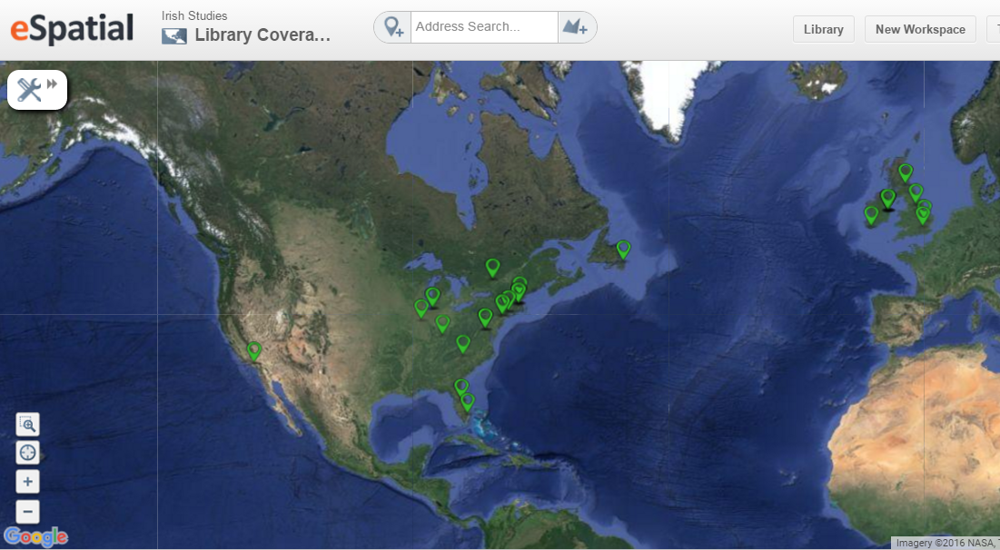 eSpatial
Irish Studies
Library Covera...
Address Search...
Library
New Workspace
Google
Imagery ©2016 NASA,